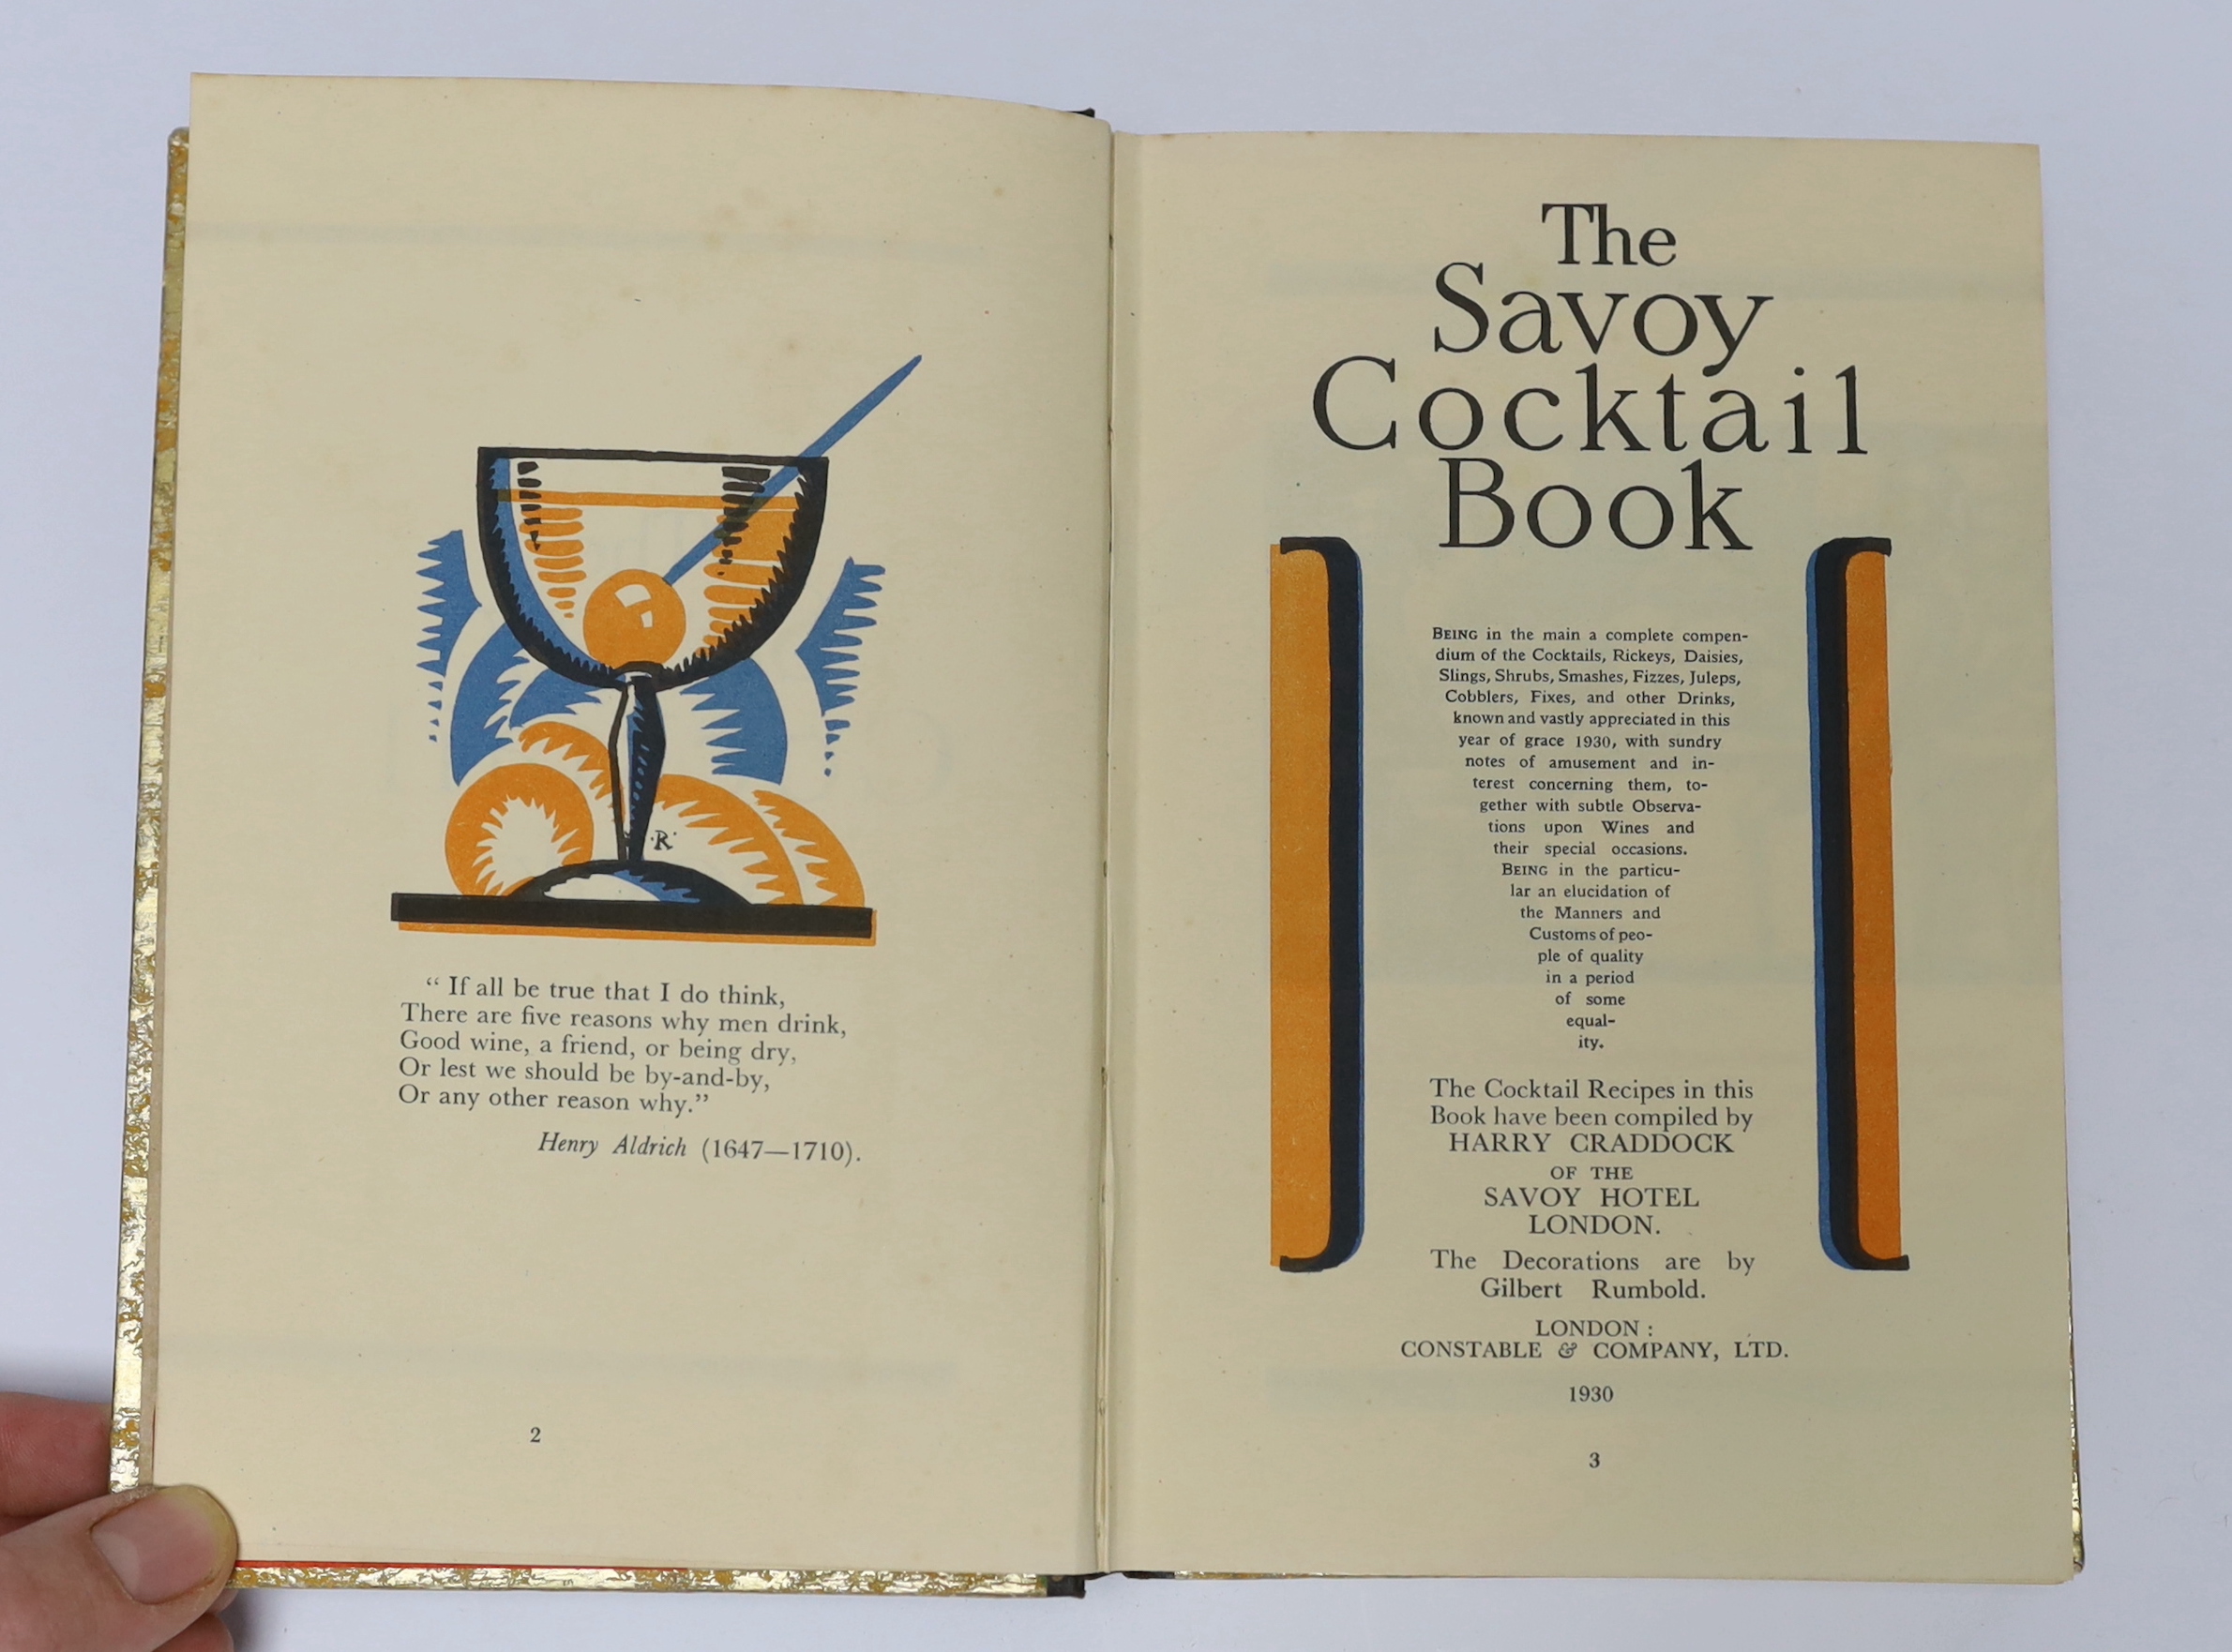 ·R·
“ If all be true that I do think,
There are five reasons why men drink,
Good wine, a friend, or being dry,
Or lest we should be by-and-by,
Or any other reason why.”
Henry Aldrich (1647—1710).
2
The
Savoy
Cocktail
Book
BEING in the main a complete compen-
dium of the Cocktails, Rickeys, Daisies,
Slings, Shrubs, Smashes, Fizzes, Juleps,
Cobblers, Fixes, and other Drinks,
known and vastly appreciated in this
year of grace 1930, with sundry
notes of amusement and in-
terest concerning them, to-
gether with subtle Observa-
tions upon Wines and
their special occasions.
BEING in the particu-
lar an elucidation of
the Manners and
Customs of peo-
ple of quality
in a period
of some
equal-
ity.
The Cocktail Recipes in this
Book have been compiled by
HARRY CRADDOCK
OF THE
SAVOY HOTEL
LONDON.
The Decorations are by
Gilbert Rumbold.
LONDON :
CONSTABLE & COMPANY, LTD.
1930
3